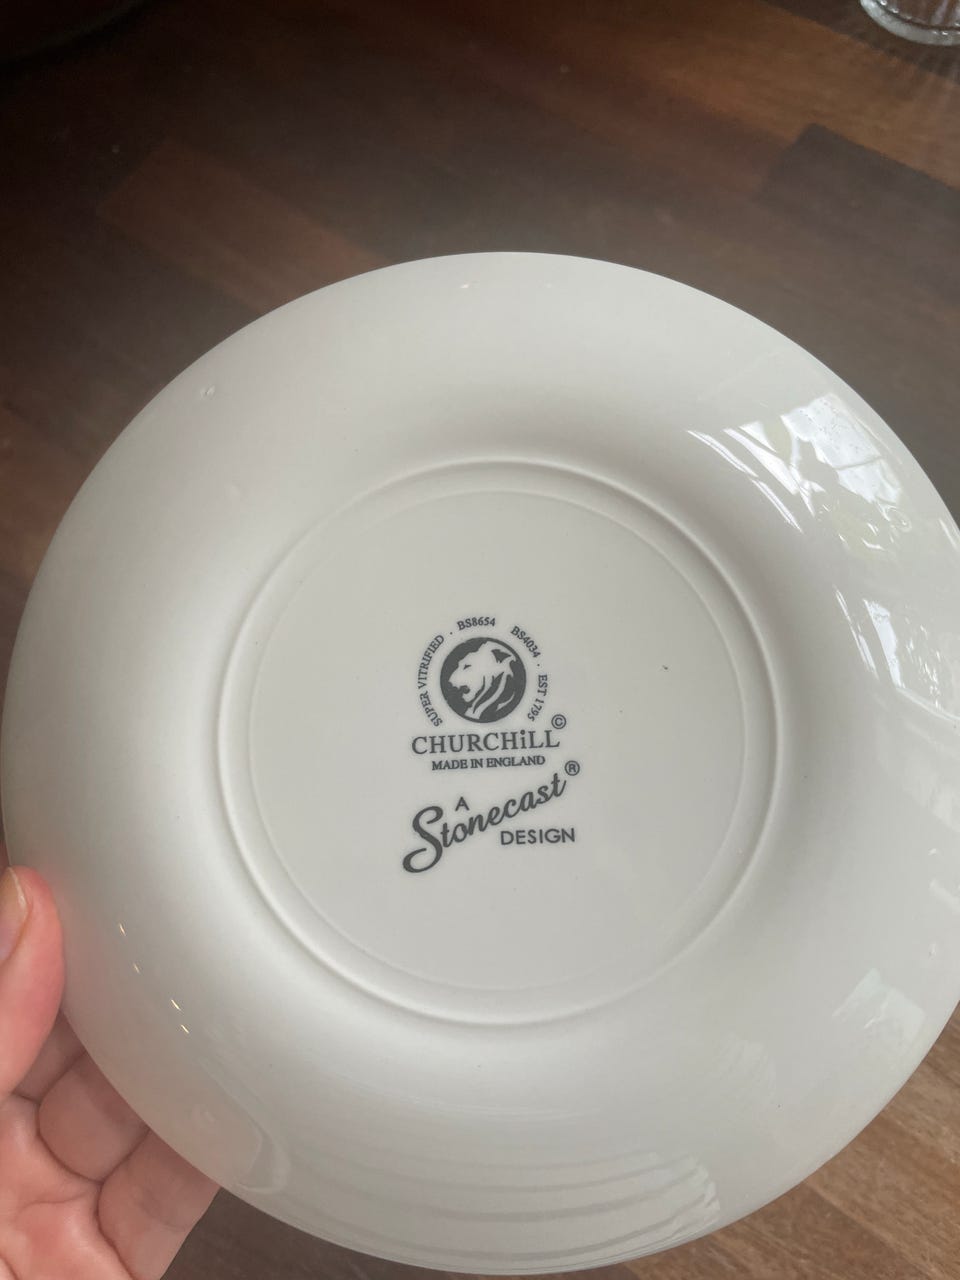 SUPER VITRIFIED · BS8654 BS4034 · EST 1795
©
CHURCHiLL
MADE IN ENGLAND
A
Stonecast®
DESIGN